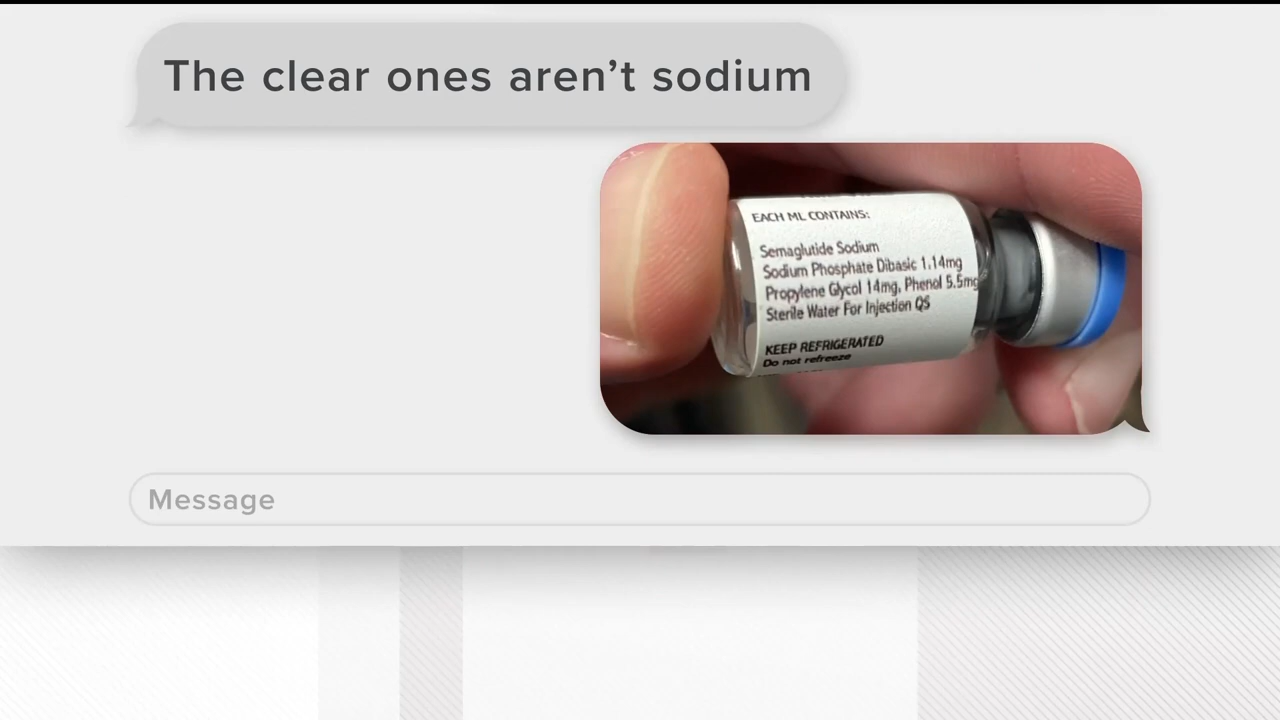 The clear ones aren’t sodium
EACH ML CONTAINS:
Semaglutide Sodium
Sodium Phosphate Dibasic 1.14mg
Propylene Glycol 14mg, Phenol 5.5mg
Sterile Water For Injection QS
KEEP REFRIGERATED
Do not refreeze
Message